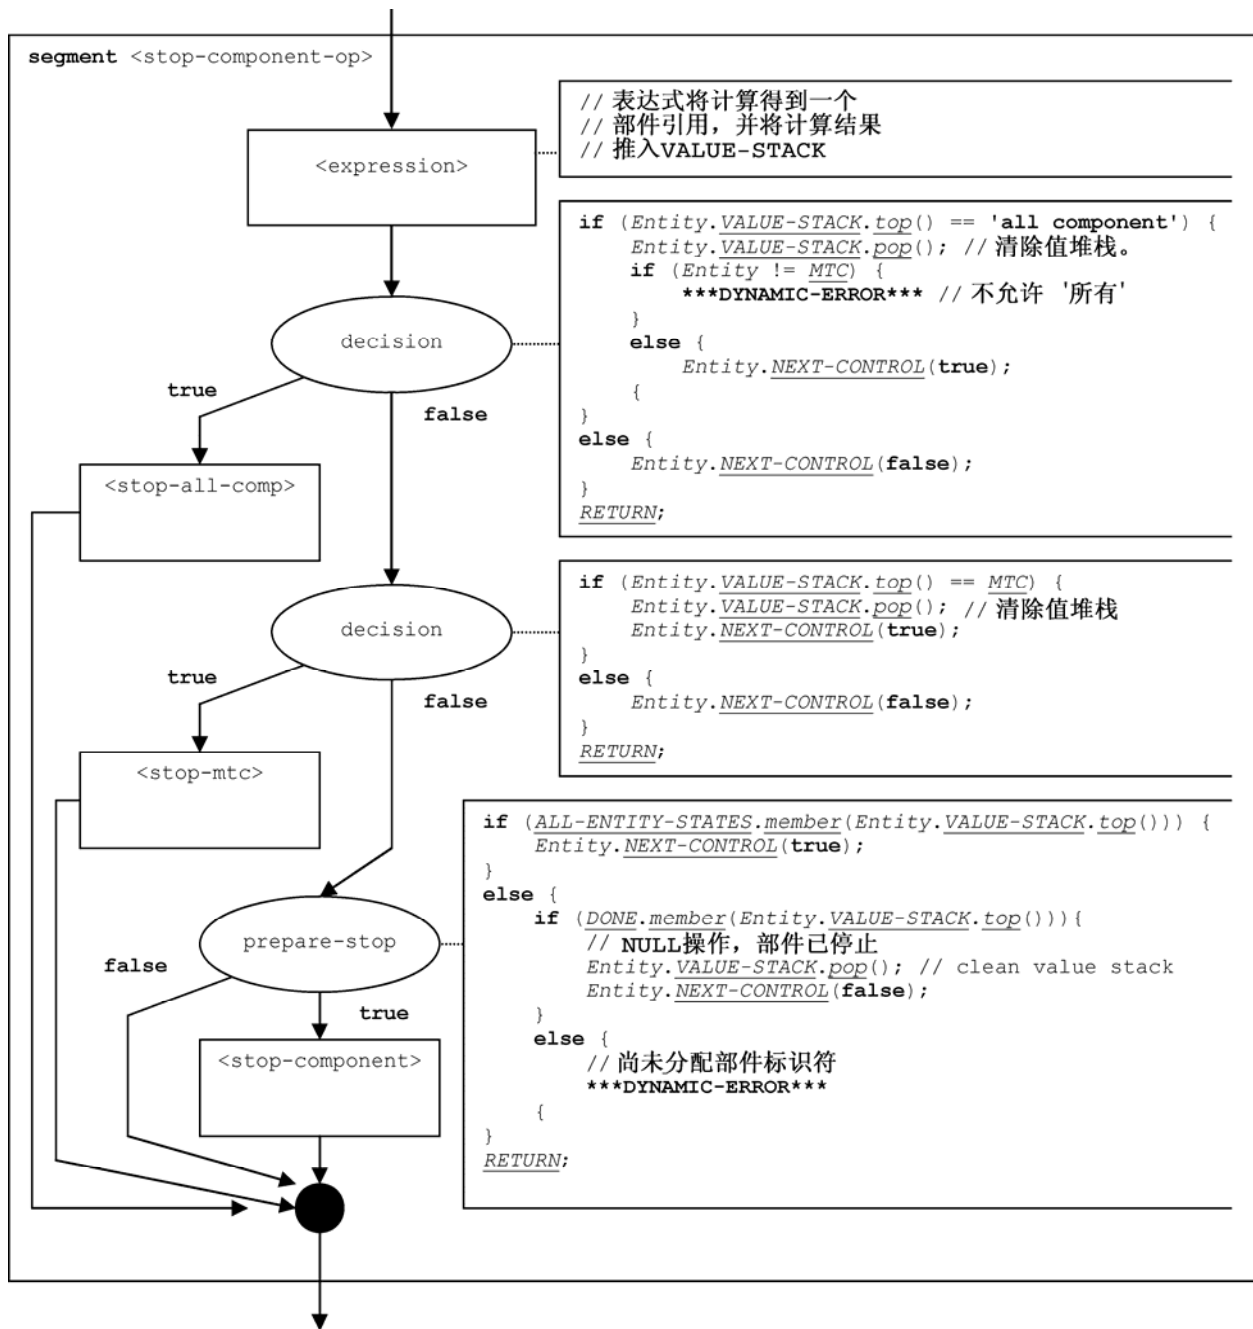 segment <stop-component-op>
// 表达式将计算得到一个
// 部件引用，并将计算结果
// 推入VALUE-STACK
<expression>
if (Entity.VALUE-STACK.top() == 'all component') {
Entity.VALUE-STACK.pop(); // 清除值堆栈。
if (Entity != MTC) {
***DYNAMIC-ERROR*** // 不允许 '所有'
}
else {
Entity.NEXT-CONTROL(true);
{
}
else {
Entity.NEXT-CONTROL(false);
}
RETURN;
decision
true
false
<stop-all-comp>
if (Entity.VALUE-STACK.top() == MTC) {
Entity.VALUE-STACK.pop(); // 清除值堆栈
Entity.NEXT-CONTROL(true);
}
else {
Entity.NEXT-CONTROL(false);
}
RETURN;
decision
true
false
<stop-mtc>
if (ALL-ENTITY-STATES.member(Entity.VALUE-STACK.top())) {
Entity.NEXT-CONTROL(true);
}
else {
if (DONE.member(Entity.VALUE-STACK.top())){
// NULL操作，部件已停止
Entity.VALUE-STACK.pop(); // clean value stack
Entity.NEXT-CONTROL(false);
}
else {
// 尚未分配部件标识符
***DYNAMIC-ERROR***
{
}
RETURN;
prepare-stop
false
true
<stop-component>